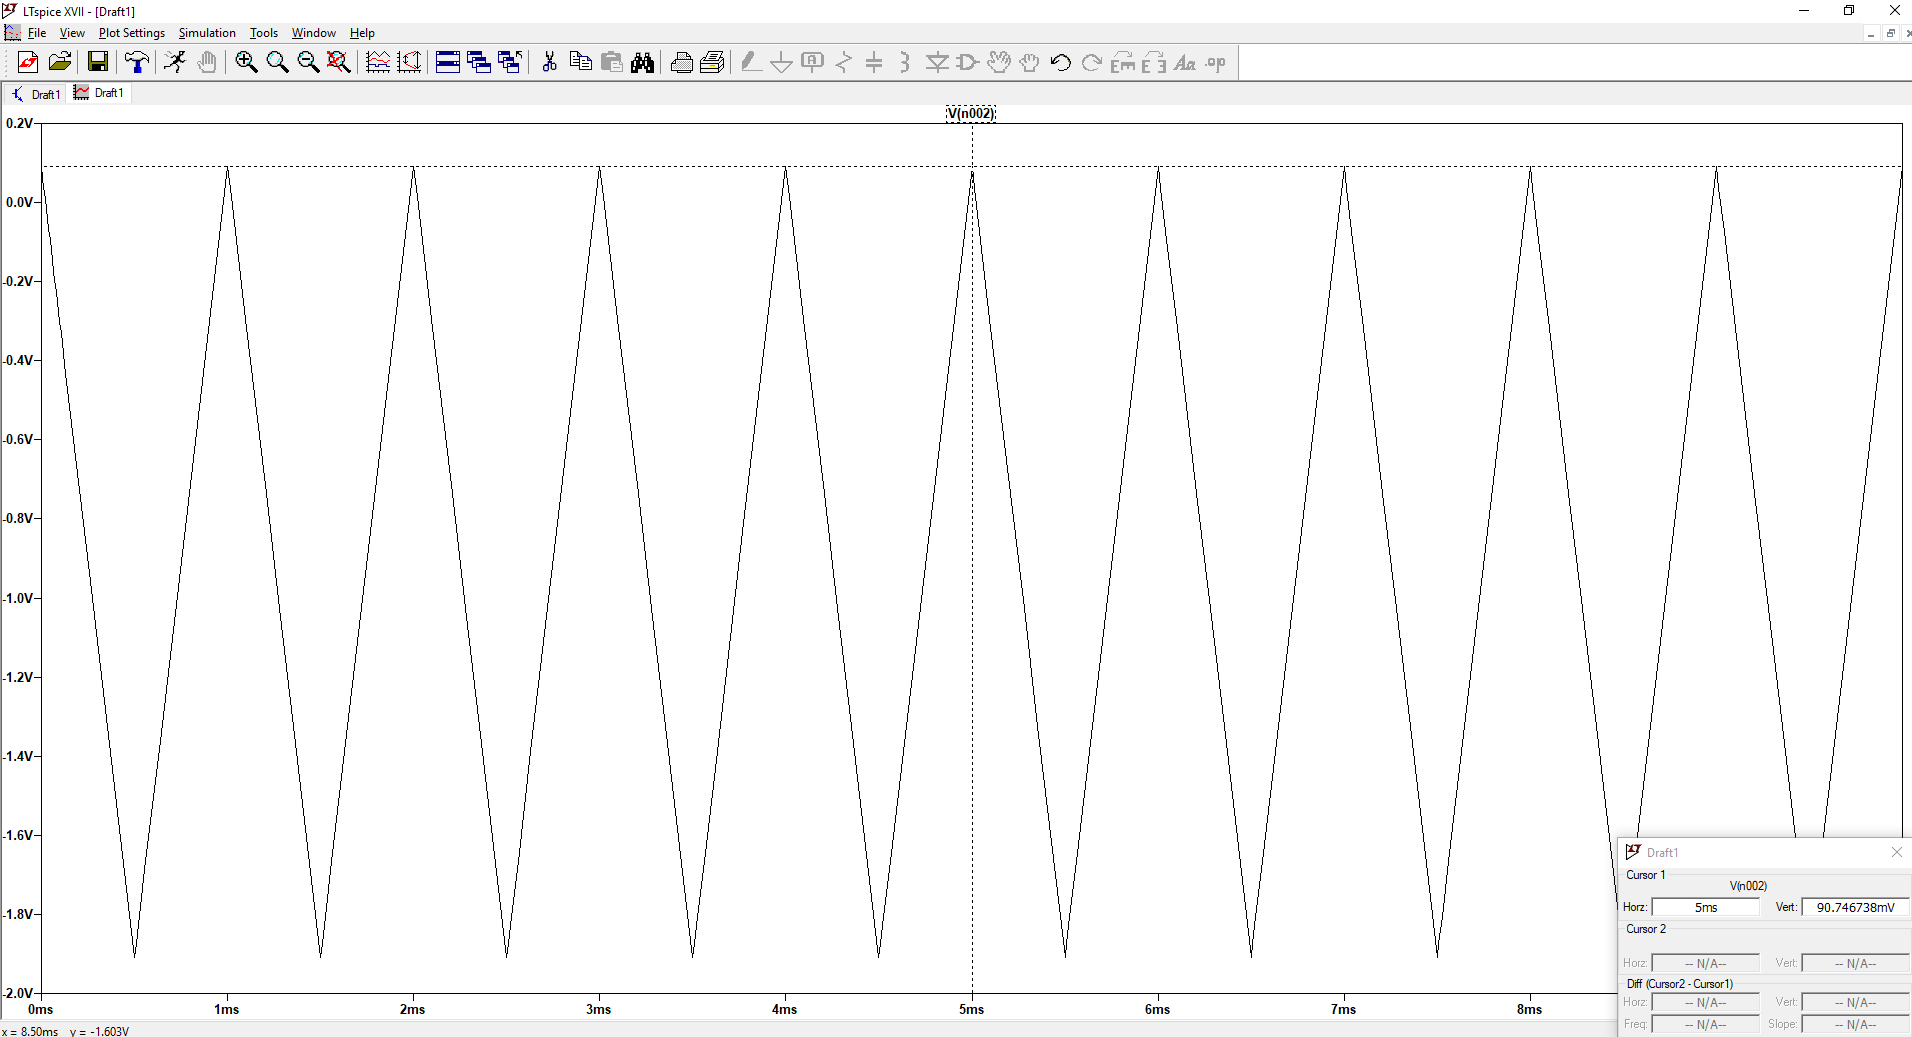 LTspice XVII - [Draft1]
File View Plot Settings Simulation Tools Window Help
Draft1 Draft1
V(n002)
0.2V
0.0V
-0.2V
-0.4V
-0.6V
-0.8V
-1.0V
-1.2V
-1.4V
-1.6V
-1.8V
-2.0V
0ms 1ms 2ms 3ms 4ms 5ms 6ms 7ms 8ms
Draft1
Cursor 1
V(n002)
Horz: 5ms Vert: 90.746738mV
Cursor 2
Horz: -- N/A-- Vert: -- N/A--
Diff (Cursor2 - Cursor1)
Horz: -- N/A-- Vert: -- N/A--
Freq: -- N/A-- Slope: -- N/A--
x = 8.50ms y = -1.603V